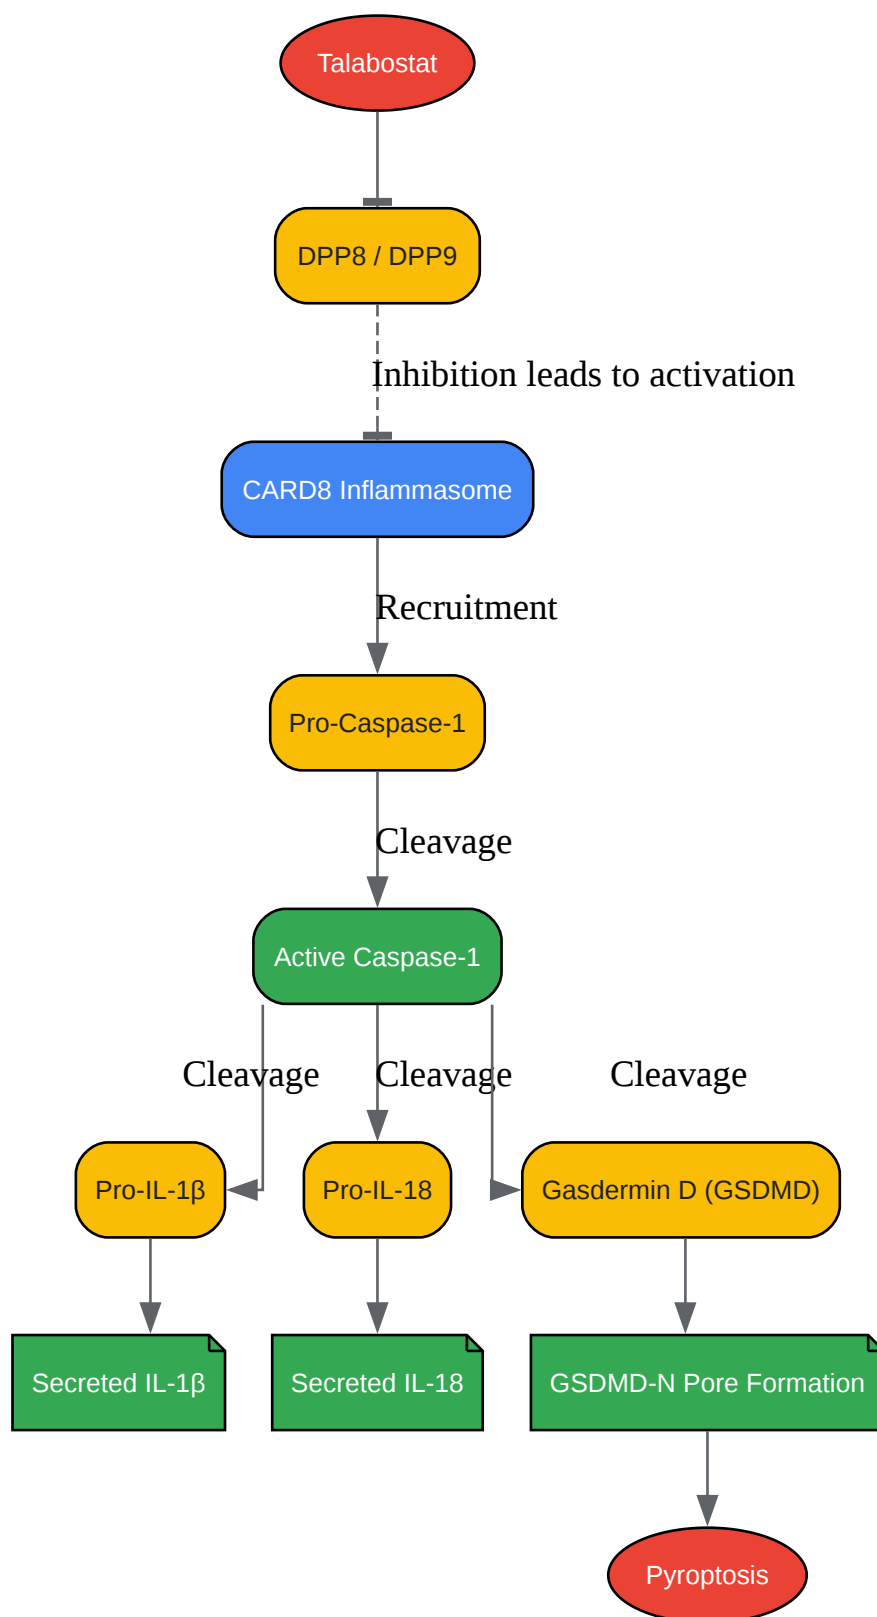 Talabostat
DPP8 / DPP9
Inhibition leads to activation
CARD8 Inflammasome
Recruitment
Pro-Caspase-1
Cleavage
Active Caspase-1
Cleavage
Cleavage
Cleavage
Pro-IL-1β
Pro-IL-18
Gasdermin D (GSDMD)
Secreted IL-1β
Secreted IL-18
GSDMD-N Pore Formation
Pyroptosis